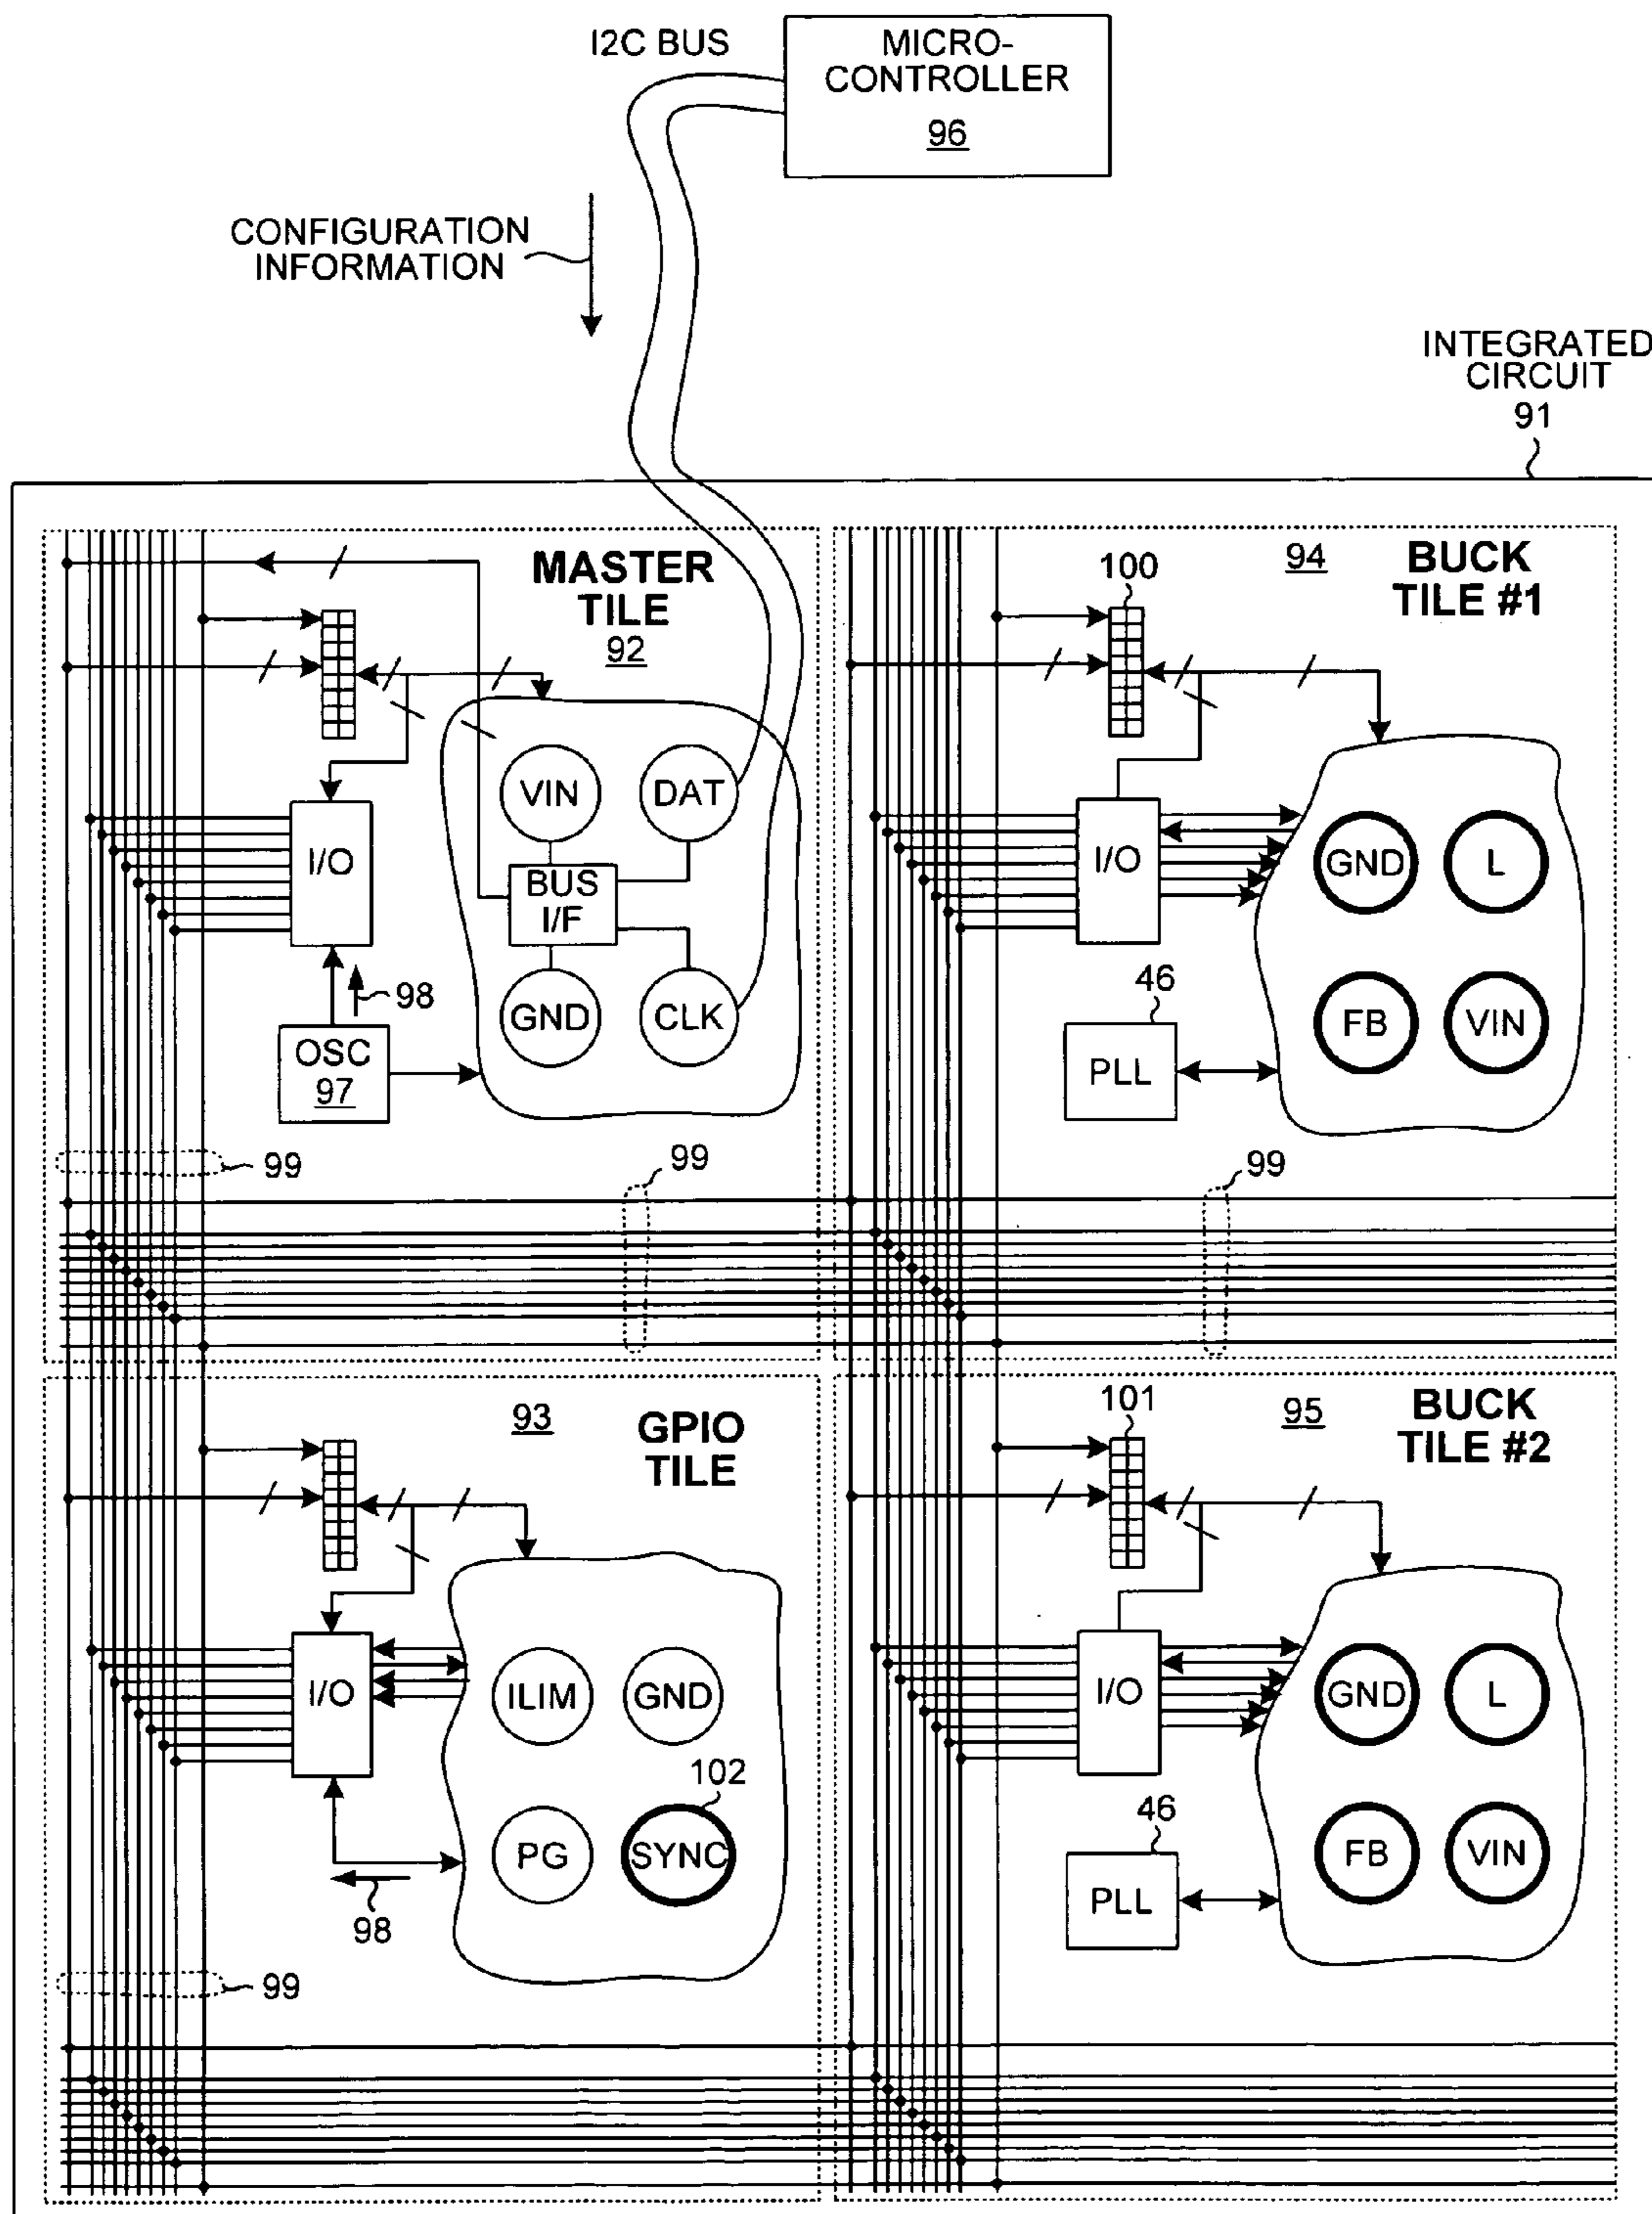 I2C BUS
MICRO-
CONTROLLER
96
CONFIGURATION
INFORMATION
INTEGRATED
CIRCUIT
91
MASTER
TILE
92
VIN
DAT
BUS
I/F
GND
CLK
I/O
98
OSC
97
99
99
100
94
BUCK
TILE #1
I/O
GND
L
FB
VIN
46
PLL
99
93
GPIO
TILE
I/O
ILIM
GND
102
PG
SYNC
98
99
101
95
BUCK
TILE #2
I/O
GND
L
FB
VIN
46
PLL